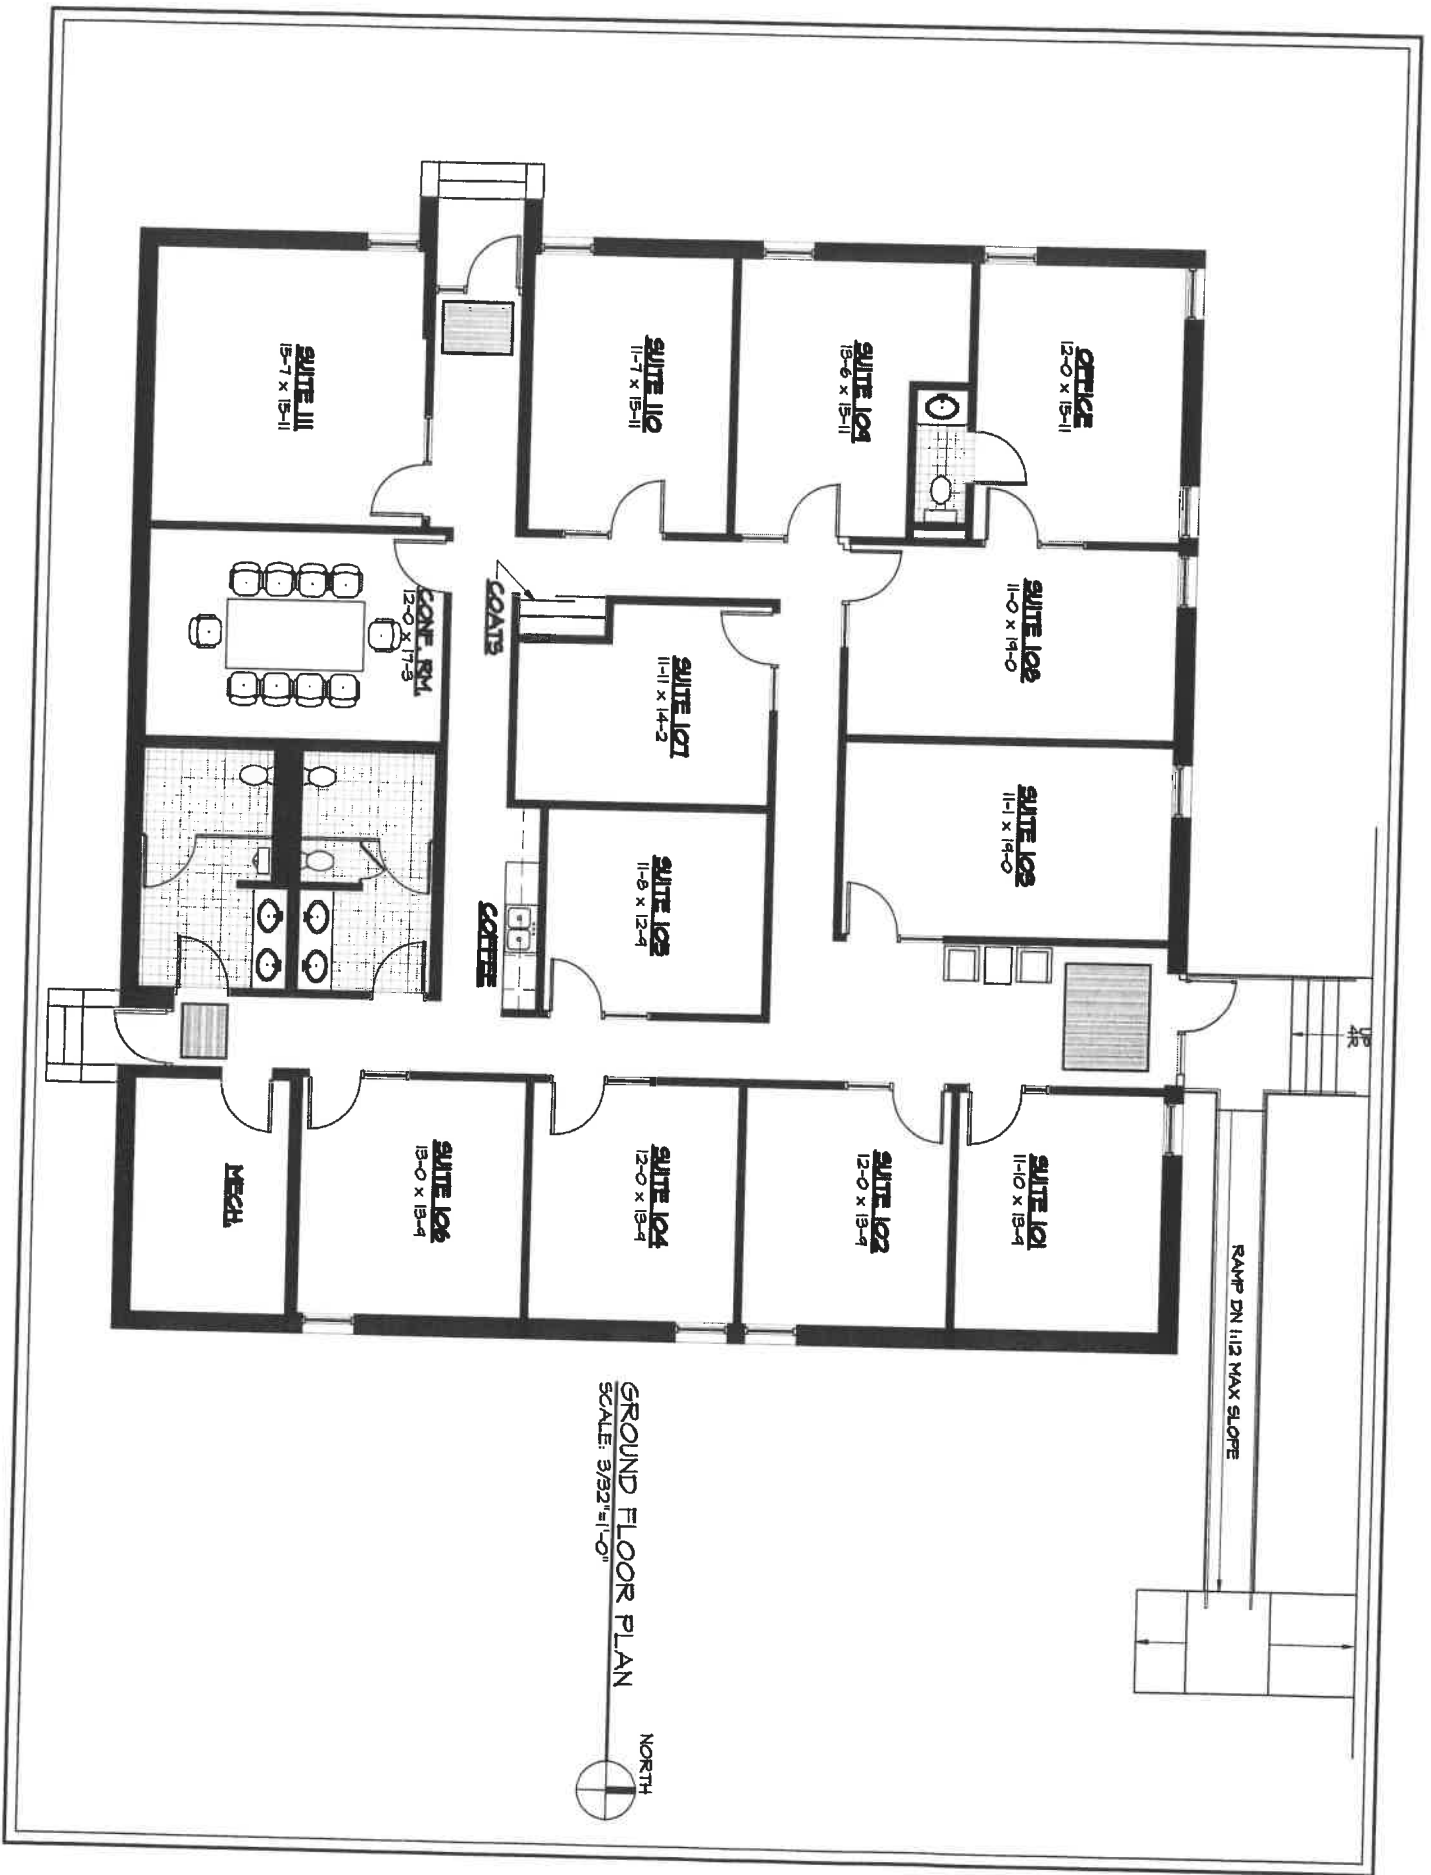 UP
4R
RAMP DN 1:12 MAX SLOPE
OFFICE
12-0 x 15-11
SUITE 108
11-0 x 19-0
SUITE 103
11-1 x 19-0
SUITE 101
11-10 x 13-9
SUITE 109
13-6 x 15-11
SUITE 102
12-0 x 13-9
SUITE 110
11-7 x 15-11
SUITE 107
11-11 x 14-2
SUITE 105
11-8 x 12-9
SUITE 104
12-0 x 13-9
COATS
COFFEE
SUITE 106
13-0 x 13-9
CONF. RM.
12-0 x 17-3
SUITE 111
15-7 x 15-11
MECH.
GROUND FLOOR PLAN
SCALE: 3/32"=1'-0"
NORTH